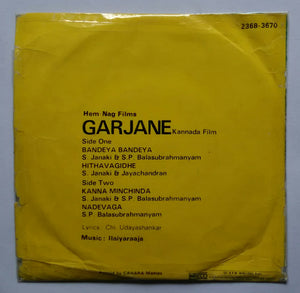 2368-3670
Hem Nag Films
GARJANE Kannada Film
Side One
BANDEYA BANDEYA
S. Janaki & S.P. Balasubrahmanyam
HITHAVAGIDHE
S. Janaki & Jayachandran
Side Two
KANNA MINCHINDA
S. Janaki & S.P. Balasubrahmanyam
NADEVAGA
S.P. Balasubrahmanyam
Lyrics: Chi. Udayashankar
Music: Ilaiyaraaja